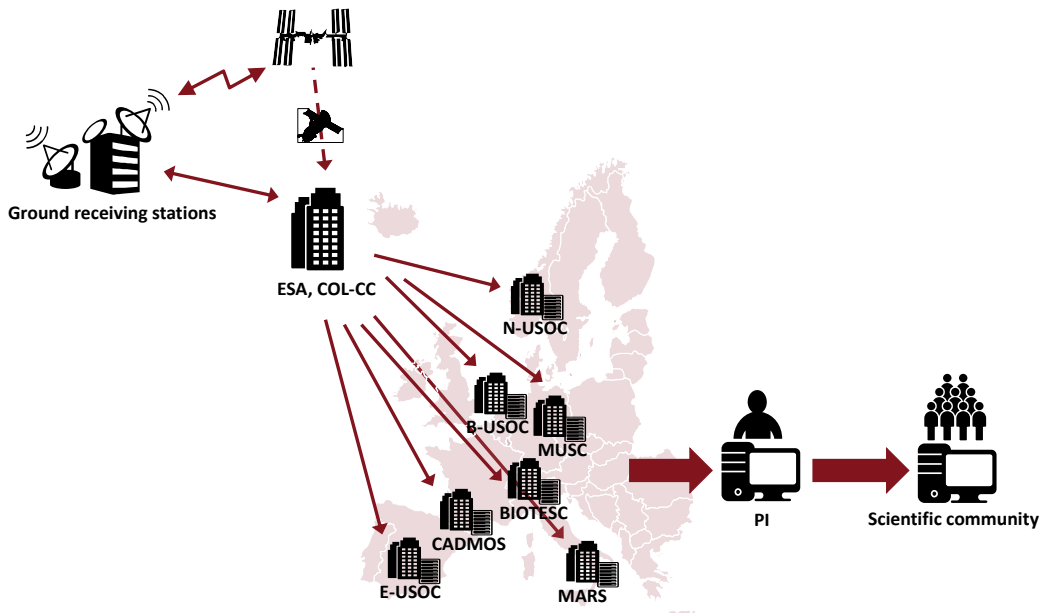 Ground receiving stations
ESA, COL-CC
N-USOC
B-USOC
MUSC
BIOTESC
CADMOS
E-USOC
MARS
PI
Scientific community